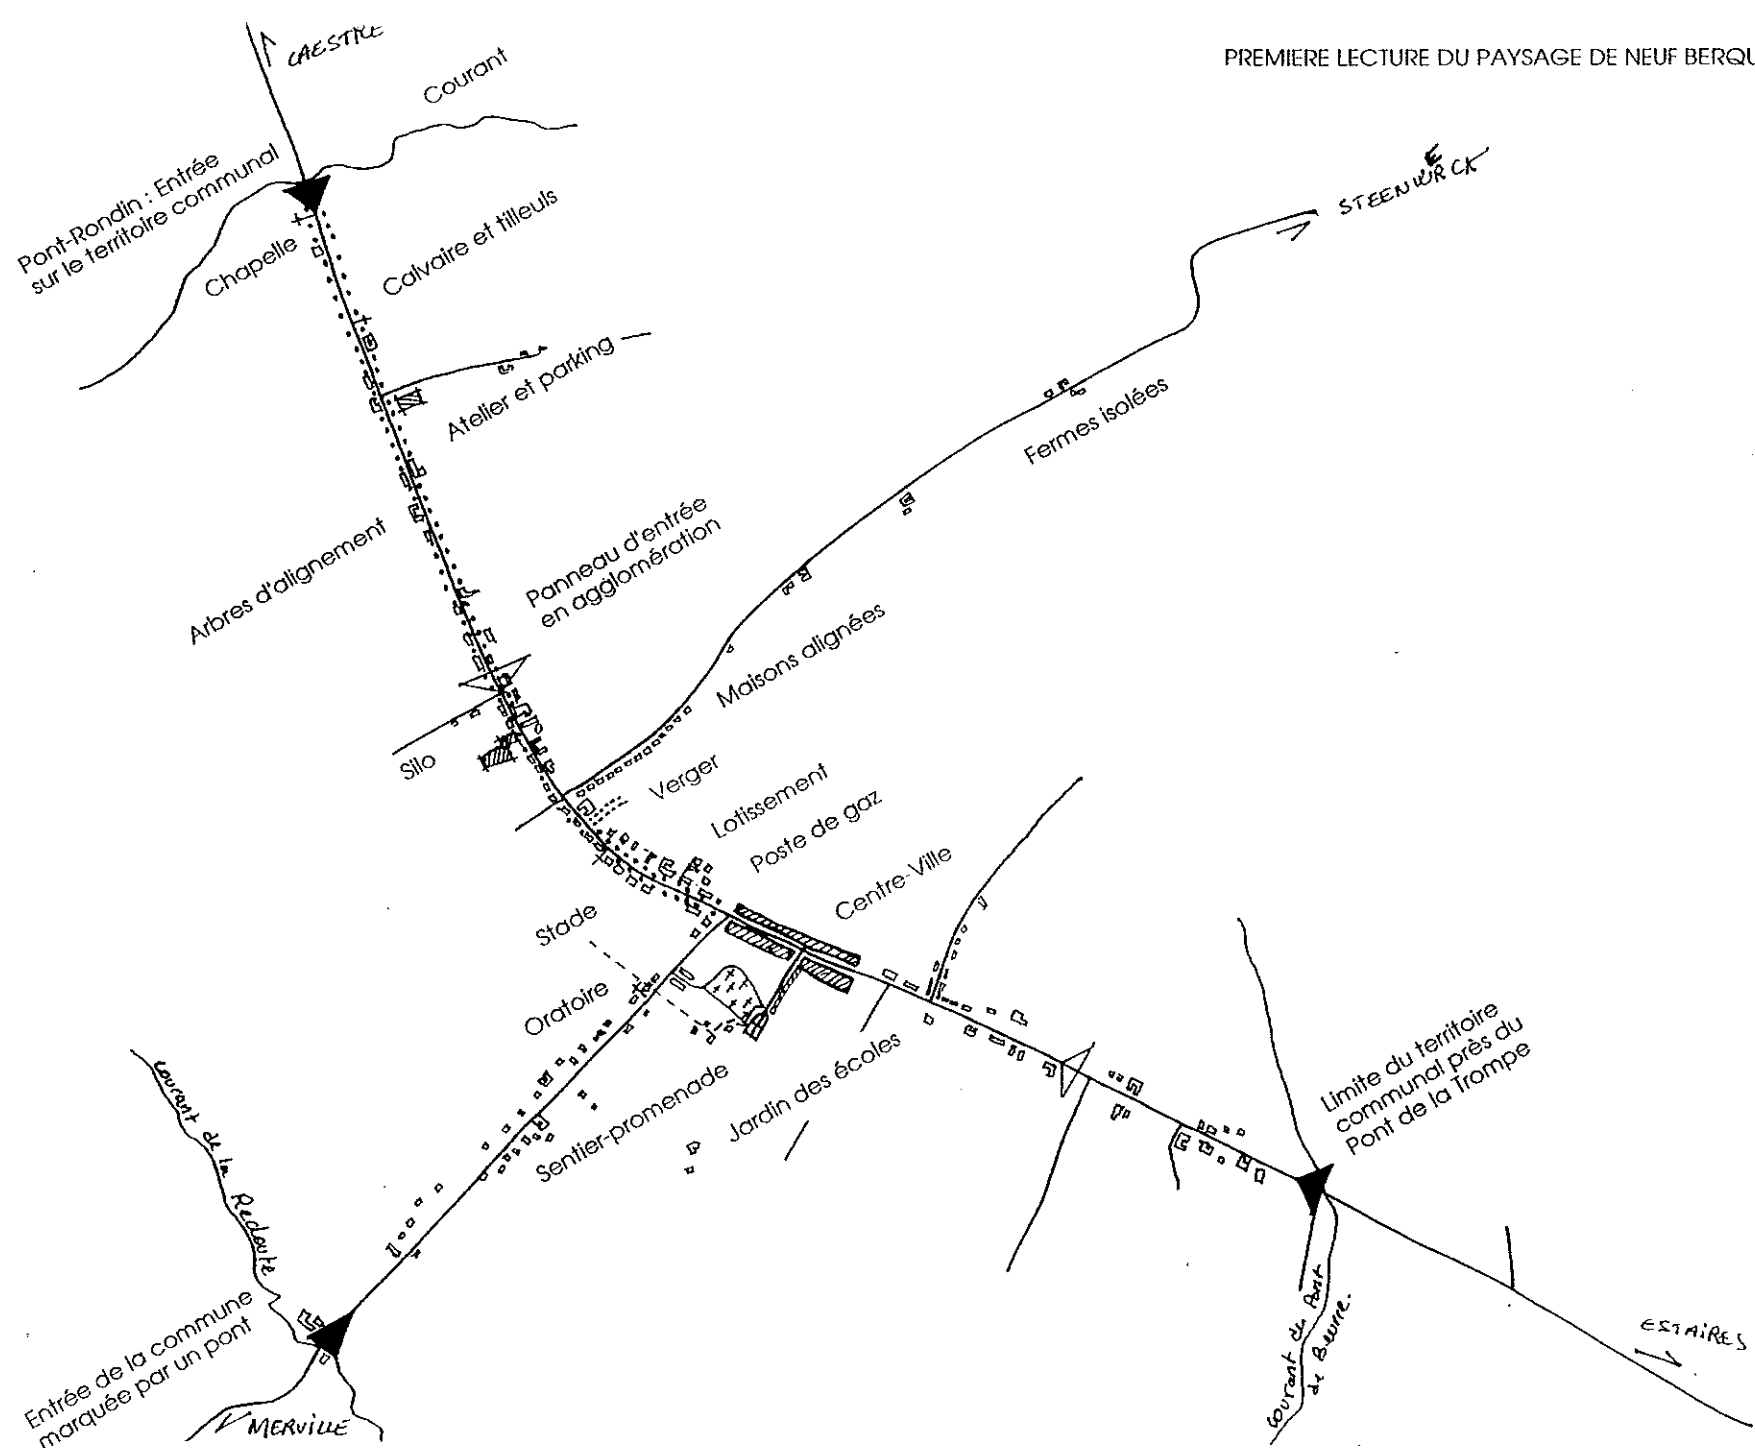 PREMIERE LECTURE DU PAYSAGE DE NEUF
Courant
Pont-Rondin : Entrée
sur le territoire communal
STEENWERCK
Chapelle
Calvaire et tilleuls
Atelier et parking
Fermes isolées
Arbres d'alignement
Panneau d'entrée
en agglomération
Maisons alignées
Silo
Verger
Lotissement
Poste de gaz
Centre-Ville
Stade
Oratoire
Sentier-promenade
Jardin des écoles
Limite du territoire
communal près du
Pont de la Trompe
courant de la Redoute
Entrée de la commune
marquée par un pont
MERVILLE
courant du Pont
de Beurre.
ESTAIRES